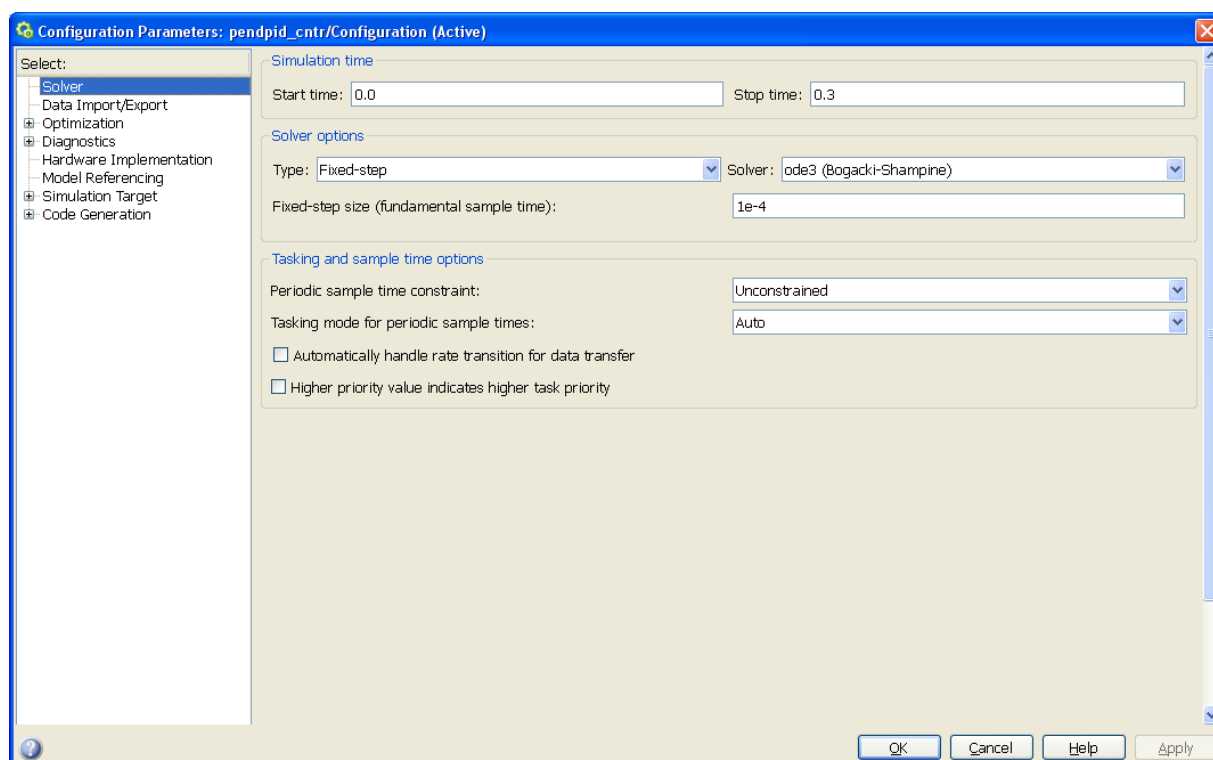 Configuration Parameters: pendpid_cntr/Configuration (Active)
Select:
Solver
Data Import/Export
Optimization
Diagnostics
Hardware Implementation
Model Referencing
Simulation Target
Code Generation
Simulation time
Start time: 0.0 Stop time: 0.3
Solver options
Type: Fixed-step Solver: ode3 (Bogacki-Shampine)
Fixed-step size (fundamental sample time): 1e-4
Tasking and sample time options
Periodic sample time constraint: Unconstrained
Tasking mode for periodic sample times: Auto
Automatically handle rate transition for data transfer
Higher priority value indicates higher task priority
? OK Cancel Help Apply